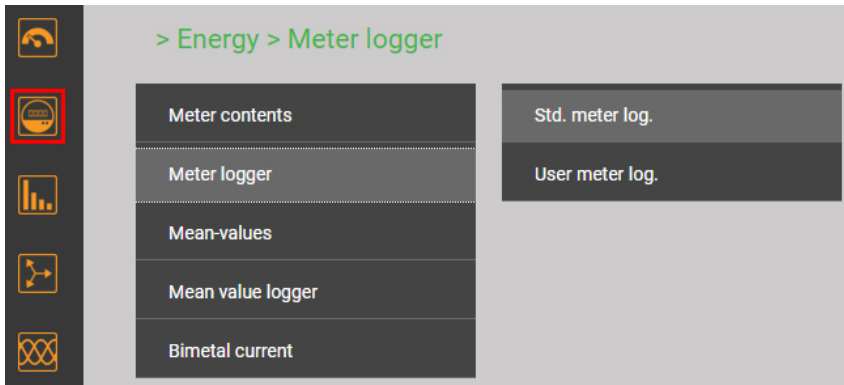 > Energy > Meter logger
Meter contents
Std. meter log.
Meter logger
User meter log.
Mean-values
Mean value logger
Bimetal current